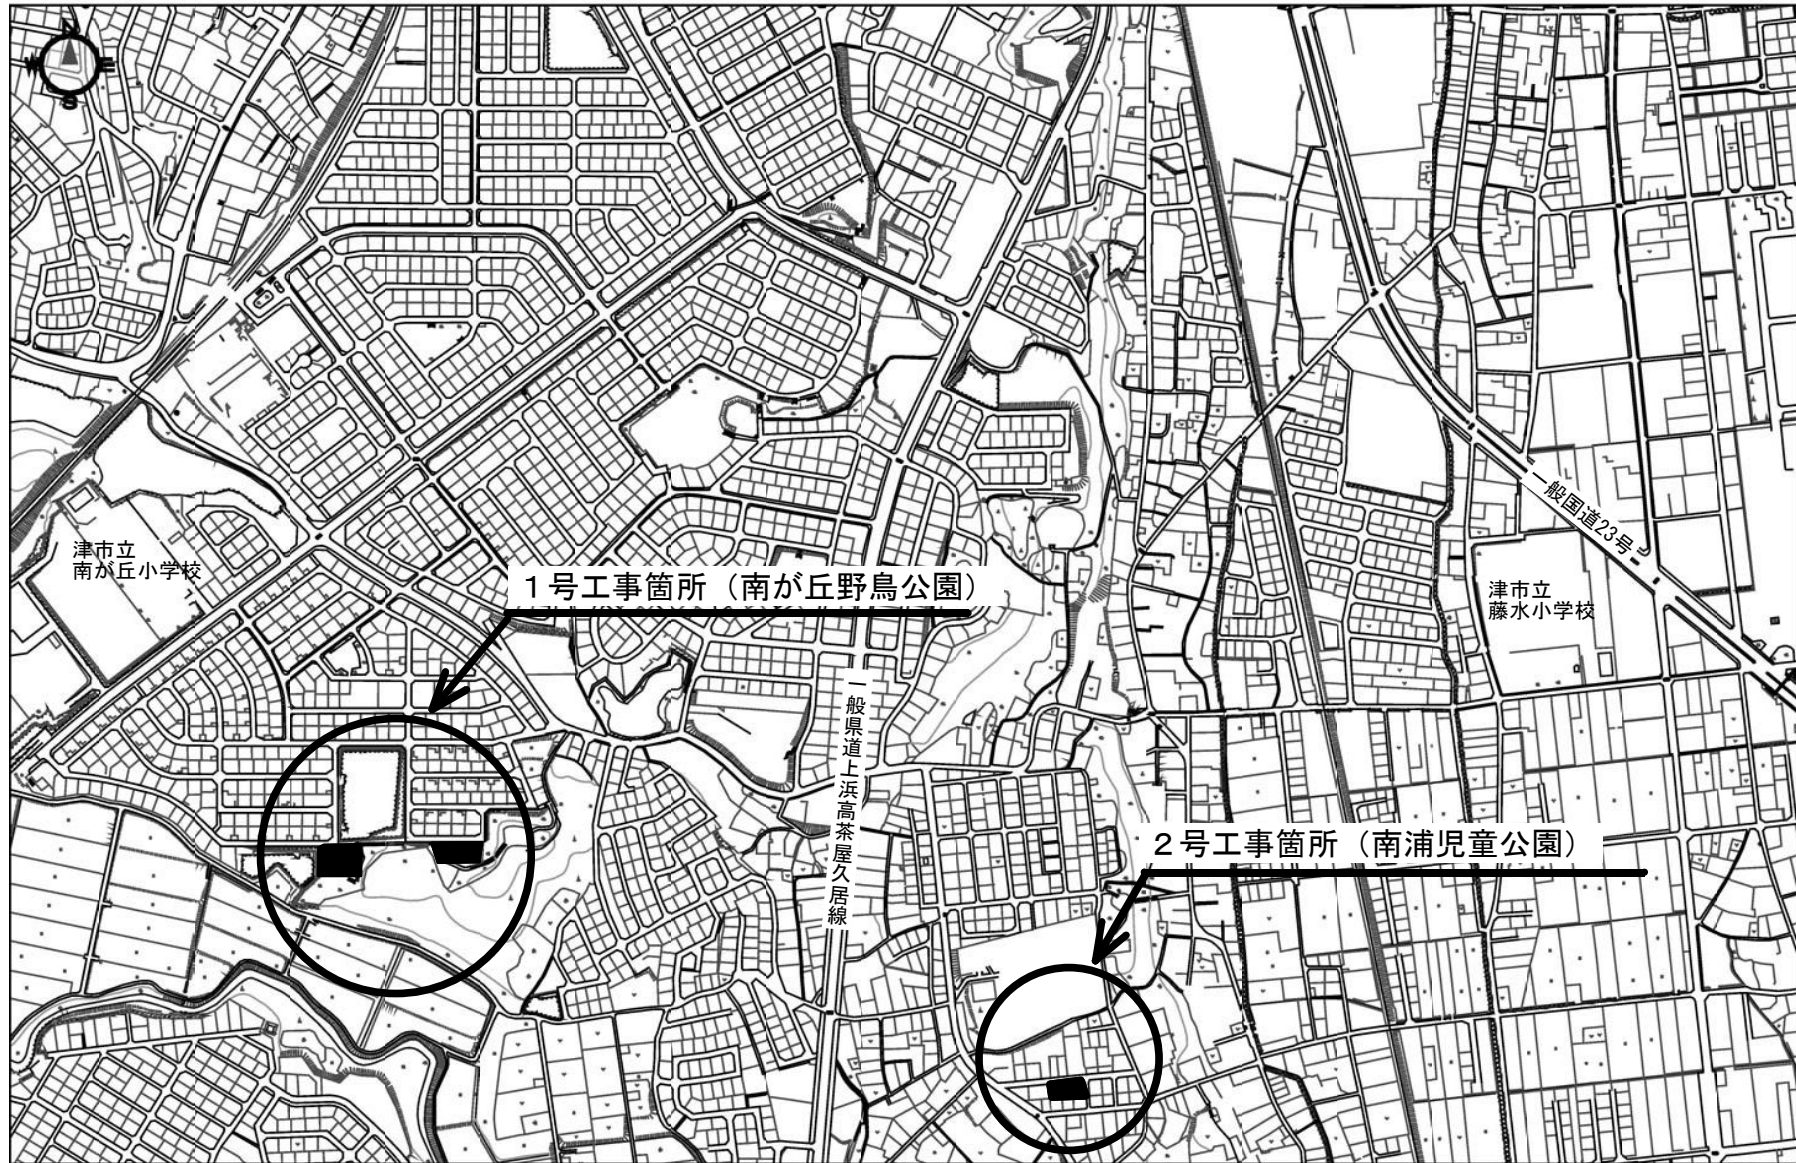 N
W
E
S
一般国道23号
津市立
南が丘小学校
1号工事箇所（南が丘野鳥公園）
津市立
藤水小学校
一般県道上浜高茶屋久居線
2号工事箇所（南浦児童公園）